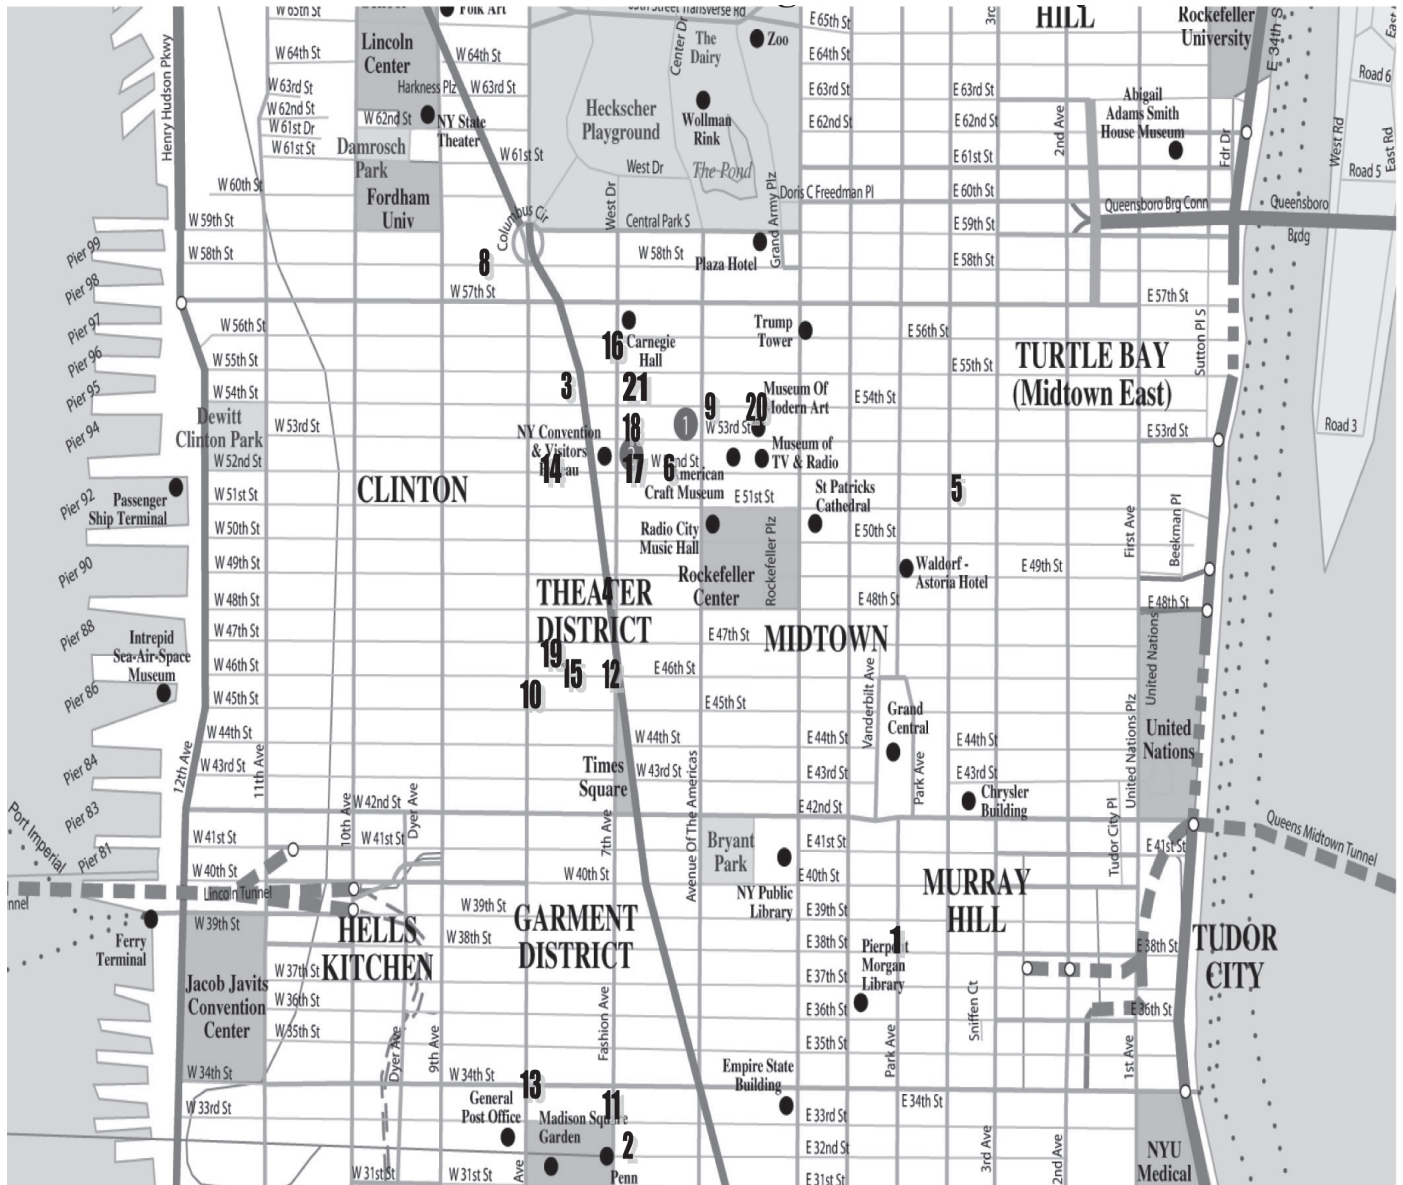 W 65th St
Folk Art
65th Street Transverse Rd
E 65th St
3rd
HILL
Rockefeller
University
E 34th S
East
Lincoln
Center
W 64th St
W 64th St
Center Dr
The
Dairy
Zoo
E 64th St
Road 6
Henry Hudson Pkwy
W 63rd St
Harkness Plz
W 63rd St
E 63rd St
E 63rd St
Abigail
Adams Smith
House Museum
W 62nd St
W 62nd St
NY State
Theater
Heckscher
Playground
Wollman
Rink
E 62nd St
E 62nd St
2nd Ave
W 61st Dr
W 61st St
Damrosch
Park
W 61st St
E 61st St
Fdr Dr
West Rd
East Rd
Road 5
West Dr
The Pond
W 60th St
Fordham
Univ
West Dr
Grand Army Plz
Doris C Freedman Pl
E 60th St
Queensboro Brg Conn
Queensboro
Brdg
W 59th St
Columbus Cir
Central Park S
E 59th St
Pier 99
W 58th St
8
W 58th St
Plaza Hotel
E 58th St
Pier 98
W 57th St
E 57th St
Pier 97
W 56th St
16
Carnegie
Hall
Trump
Tower
E 56th St
Sutton Pl S
Pier 96
W 55th St
E 55th St
TURTLE BAY
(Midtown East)
Pier 95
W 54th St
3
21
9
20
Museum Of
Modern Art
E 54th St
Dewitt
Clinton Park
Pier 94
W 53rd St
NY Convention
& Visitors
18
1
W 53rd St
E 53rd St
Road 3
W 52nd St
14
17
6
Museum of
TV & Radio
American
Craft Museum
CLINTON
Pier 92
Passenger
Ship Terminal
W 51st St
E 51st St
St Patricks
Cathedral
5
W 50th St
Radio City
Music Hall
Rockefeller Plz
E 50th St
First Ave
Beekman Pl
Pier 90
W 49th St
Rockefeller
Center
Waldorf -
Astoria Hotel
E 49th St
W 48th St
THEATER
DISTRICT
4
E 48th St
E 48th St
Pier 88
W 47th St
E 47th St
MIDTOWN
United Nations
Intrepid
Sea-Air-Space
Museum
W 46th St
19
15
12
E 46th St
Vanderbilt Ave
Pier 86
W 45th St
10
E 45th St
Grand
Central
United Nations Plz
United
Nations
W 44th St
W 44th St
E 44th St
E 44th St
Pier 84
12th Ave
W 43rd St
11th Ave
Times
Square
W 43rd St
Avenue Of The Americas
E 43rd St
Park Ave
E 43rd St
Chrysler
Building
Pier 83
W 42nd St
E 42nd St
Tudor City Pl
Port Imperial
Pier 81
W 41st St
10th Ave
W 41st St
Dyer Ave
7th Ave
Bryant
Park
E 41st St
E 41st St
Queens Midtown Tunnel
W 40th St
Lincoln Tunnel
W 40th St
NY Public
Library
E 40th St
MURRAY
HILL
nnel
W 39th St
W 39th St
GARMENT
DISTRICT
E 39th St
Ferry
Terminal
HELLS
KITCHEN
W 38th St
E 38th St
1
E 38th St
TUDOR
CITY
Pierpont
Morgan
Library
Jacob Javits
Convention
Center
W 37th St
E 37th St
W 36th St
E 36th St
E 36th St
Sniffen Ct
W 35th St
Dyer Ave
9th Ave
Fashion Ave
E 35th St
Park Ave
1st Ave
W 34th St
W 34th St
13
Empire State
Building
E 34th St
W 33rd St
General
Post Office
11
Madison Square
Garden
E 33rd St
2
E 32nd St
3rd Ave
2nd Ave
NYU
Medical
W 31st St
W 31st St
Ave
Penn
E 31st St